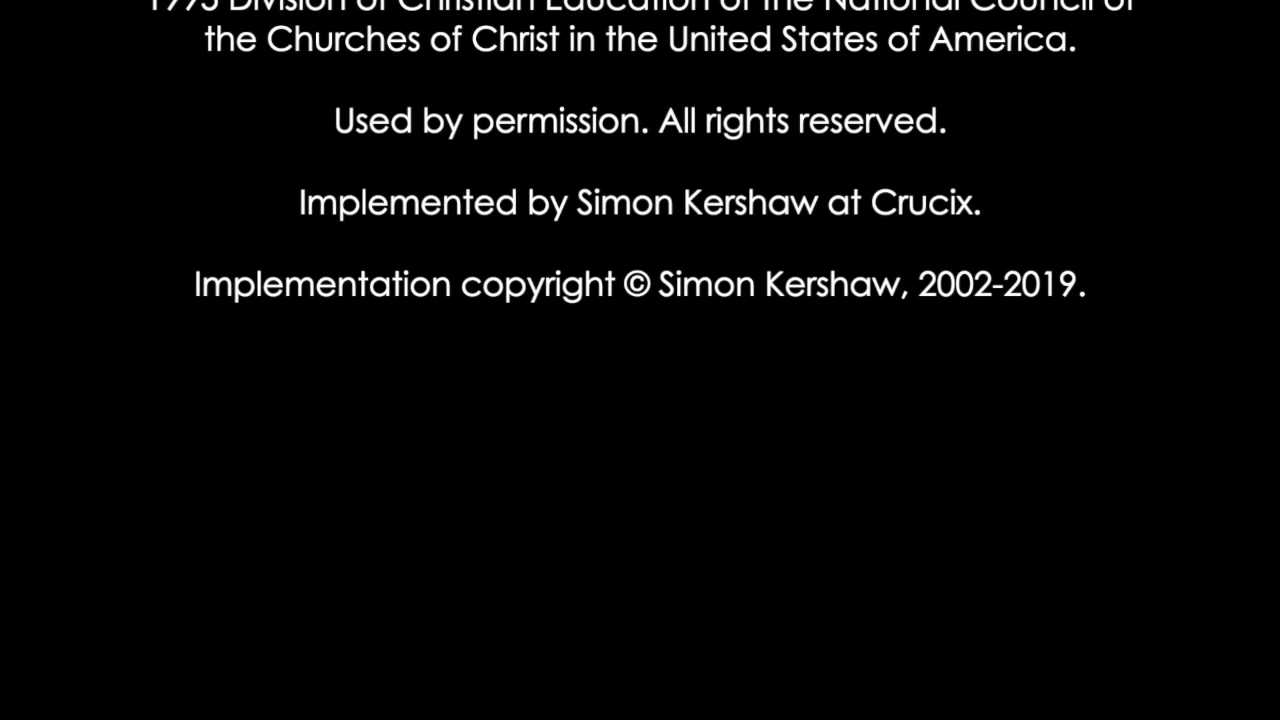 1995 Division of Christian Education of the National Council of
the Churches of Christ in the United States of America.
Used by permission. All rights reserved.
Implemented by Simon Kershaw at Crucix.
Implementation copyright © Simon Kershaw, 2002-2019.